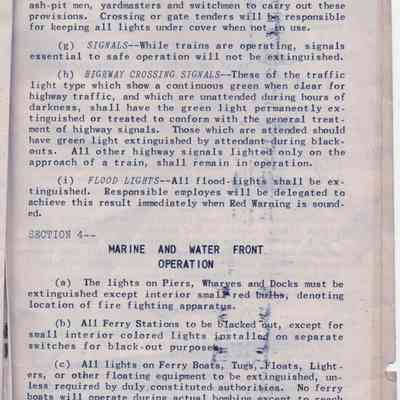 ash-pit men, yardmasters and switchmen to carry out these
provisions. Crossing or gate tenders will be responsible
for keeping all lights under cover when not in use.
(g) SIGNALS--While trains are operating, signals
essential to safe operation will not be extinguished.
(h) HIGHWAY CROSSING SIGNALS--These of the traffic
light type which show a continuous green when clear for
highway traffic, and which are unattended during hours of
darkness, shall have the green light permanently ex-
tinguished or treated to conform with the general treat-
ment of highway signals. Those which are attended should
have green light extinguished by attendant during black-
outs. All other highway signals lighted only on the
approach of a train, shall remain in operation.
(i) FLOOD LIGHTS--All flood-lights shall be ex-
tinguished. Responsible employes will be delegated to
achieve this result immediately when Red Warning is sound-
ed.
SECTION 4--
MARINE AND WATER FRONT
OPERATION
(a) The lights on Piers, Wharves and Docks must be
extinguished except interior small red bulbs, denoting
location of fire fighting apparatus.
(b) All Ferry Stations to be blacked out, except for
small interior colored lights installed on separate
switches for black-out purposes.
(c) All lights on Ferry Boats, Tugs, Floats, Light-
ers, or other floating equipment to be extinguished, un-
less required by duly constituted authorities. No ferry
boats will operate during actual bombing except to reach